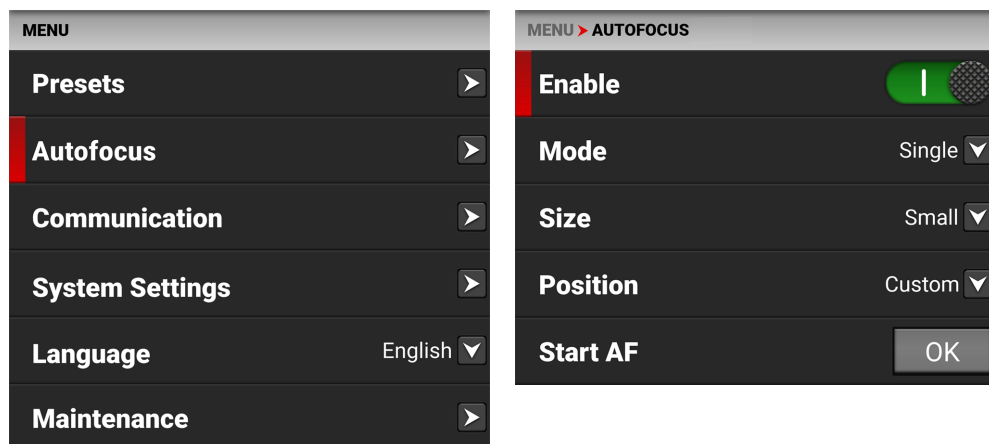 MENU
Presets
Autofocus
Communication
System Settings
Language English
Maintenance
MENU > AUTOFOCUS
Enable
Mode Single
Size Small
Position Custom
Start AF OK